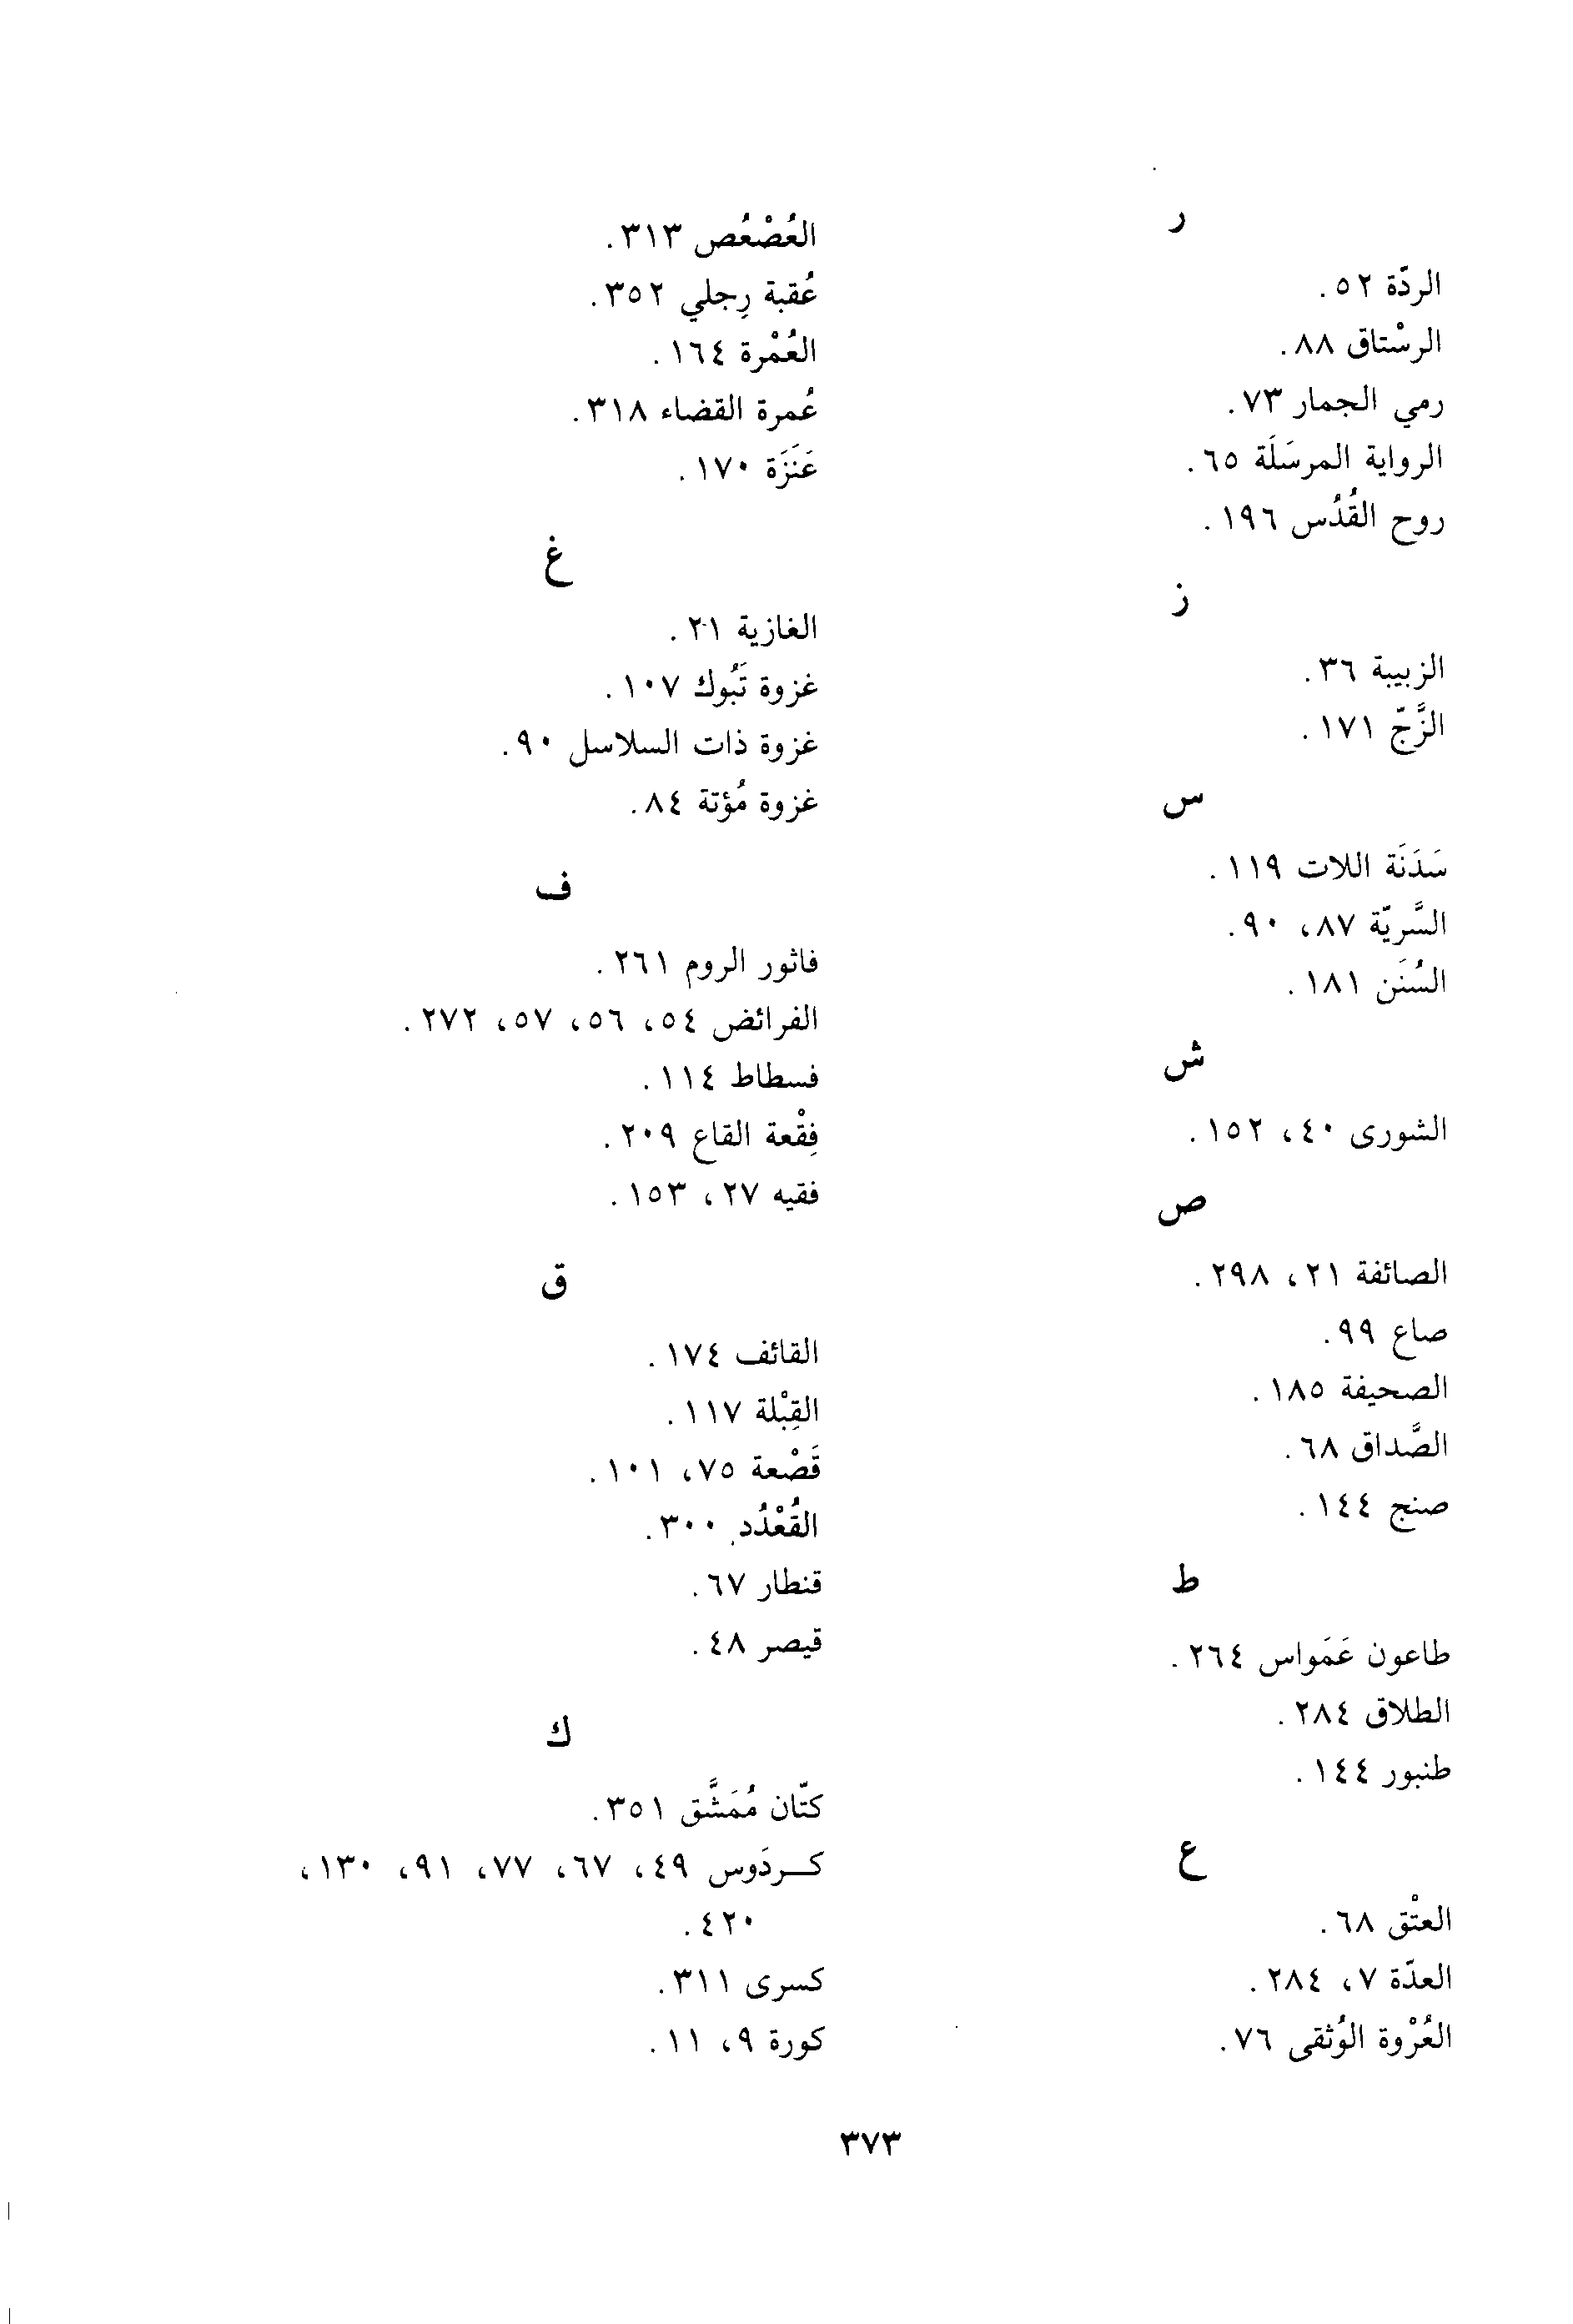 ر
الردّة ٥٢.
الرسْتاق ٨٨.
رمي الجمار ٧٣.
الرواية المرسَلَة ٦٥.
روح القُدُس ١٩٦.
ز
الزبيبة ٣٦.
الزَّجّ ١٧١.
س
سَدَنَة اللات ١١٩.
السَّريّة ٨٧، ٩٠.
السُنَن ١٨١.
ش
الشورى ٤٠، ١٥٢.
ص
الصائفة ٢١، ٢٩٨.
صاع ٩٩.
الصحيفة ١٨٥.
الصَّداق ٦٨.
صنج ١٤٤.
ط
طاعون عَمَواس ٢٦٤.
الطلاق ٢٨٤.
طنبور ١٤٤.
ع
العتْق ٦٨.
العدّة ٧، ٢٨٤.
العُرْوة الوُثقى ٧٦.
العُصْعُص ٣١٣.
عُقبة رِجلي ٣٥٢.
العُمْرة ١٦٤.
عُمرة القضاء ٣١٨.
عَنَزَة ١٧٠.
غ
الغازية ٢١.
غزوة تَبُوك ١٠٧.
غزوة ذات السلاسل ٩٠.
غزوة مُؤتة ٨٤.
ف
فاثور الروم ٢٦١.
الفرائض ٥٤، ٥٦، ٥٧، ٢٧٢.
فسطاط ١١٤.
فِقْعة القاع ٢٠٩.
فقيه ٢٧، ١٥٣.
ق
القائف ١٧٤.
القِبْلة ١١٧.
قَصْعة ٧٥، ١٠١.
القُعْدُد ٣٠٠.
قنطار ٦٧.
قيصر ٤٨.
ك
كتّان مُمَشَّق ٣٥١.
كـردَوس ٤٩، ٦٧، ٧٧، ٩١، ١٣٠،
٤٢٠.
كسرى ٣١١.
كورة ٩، ١١.
٣٧٣